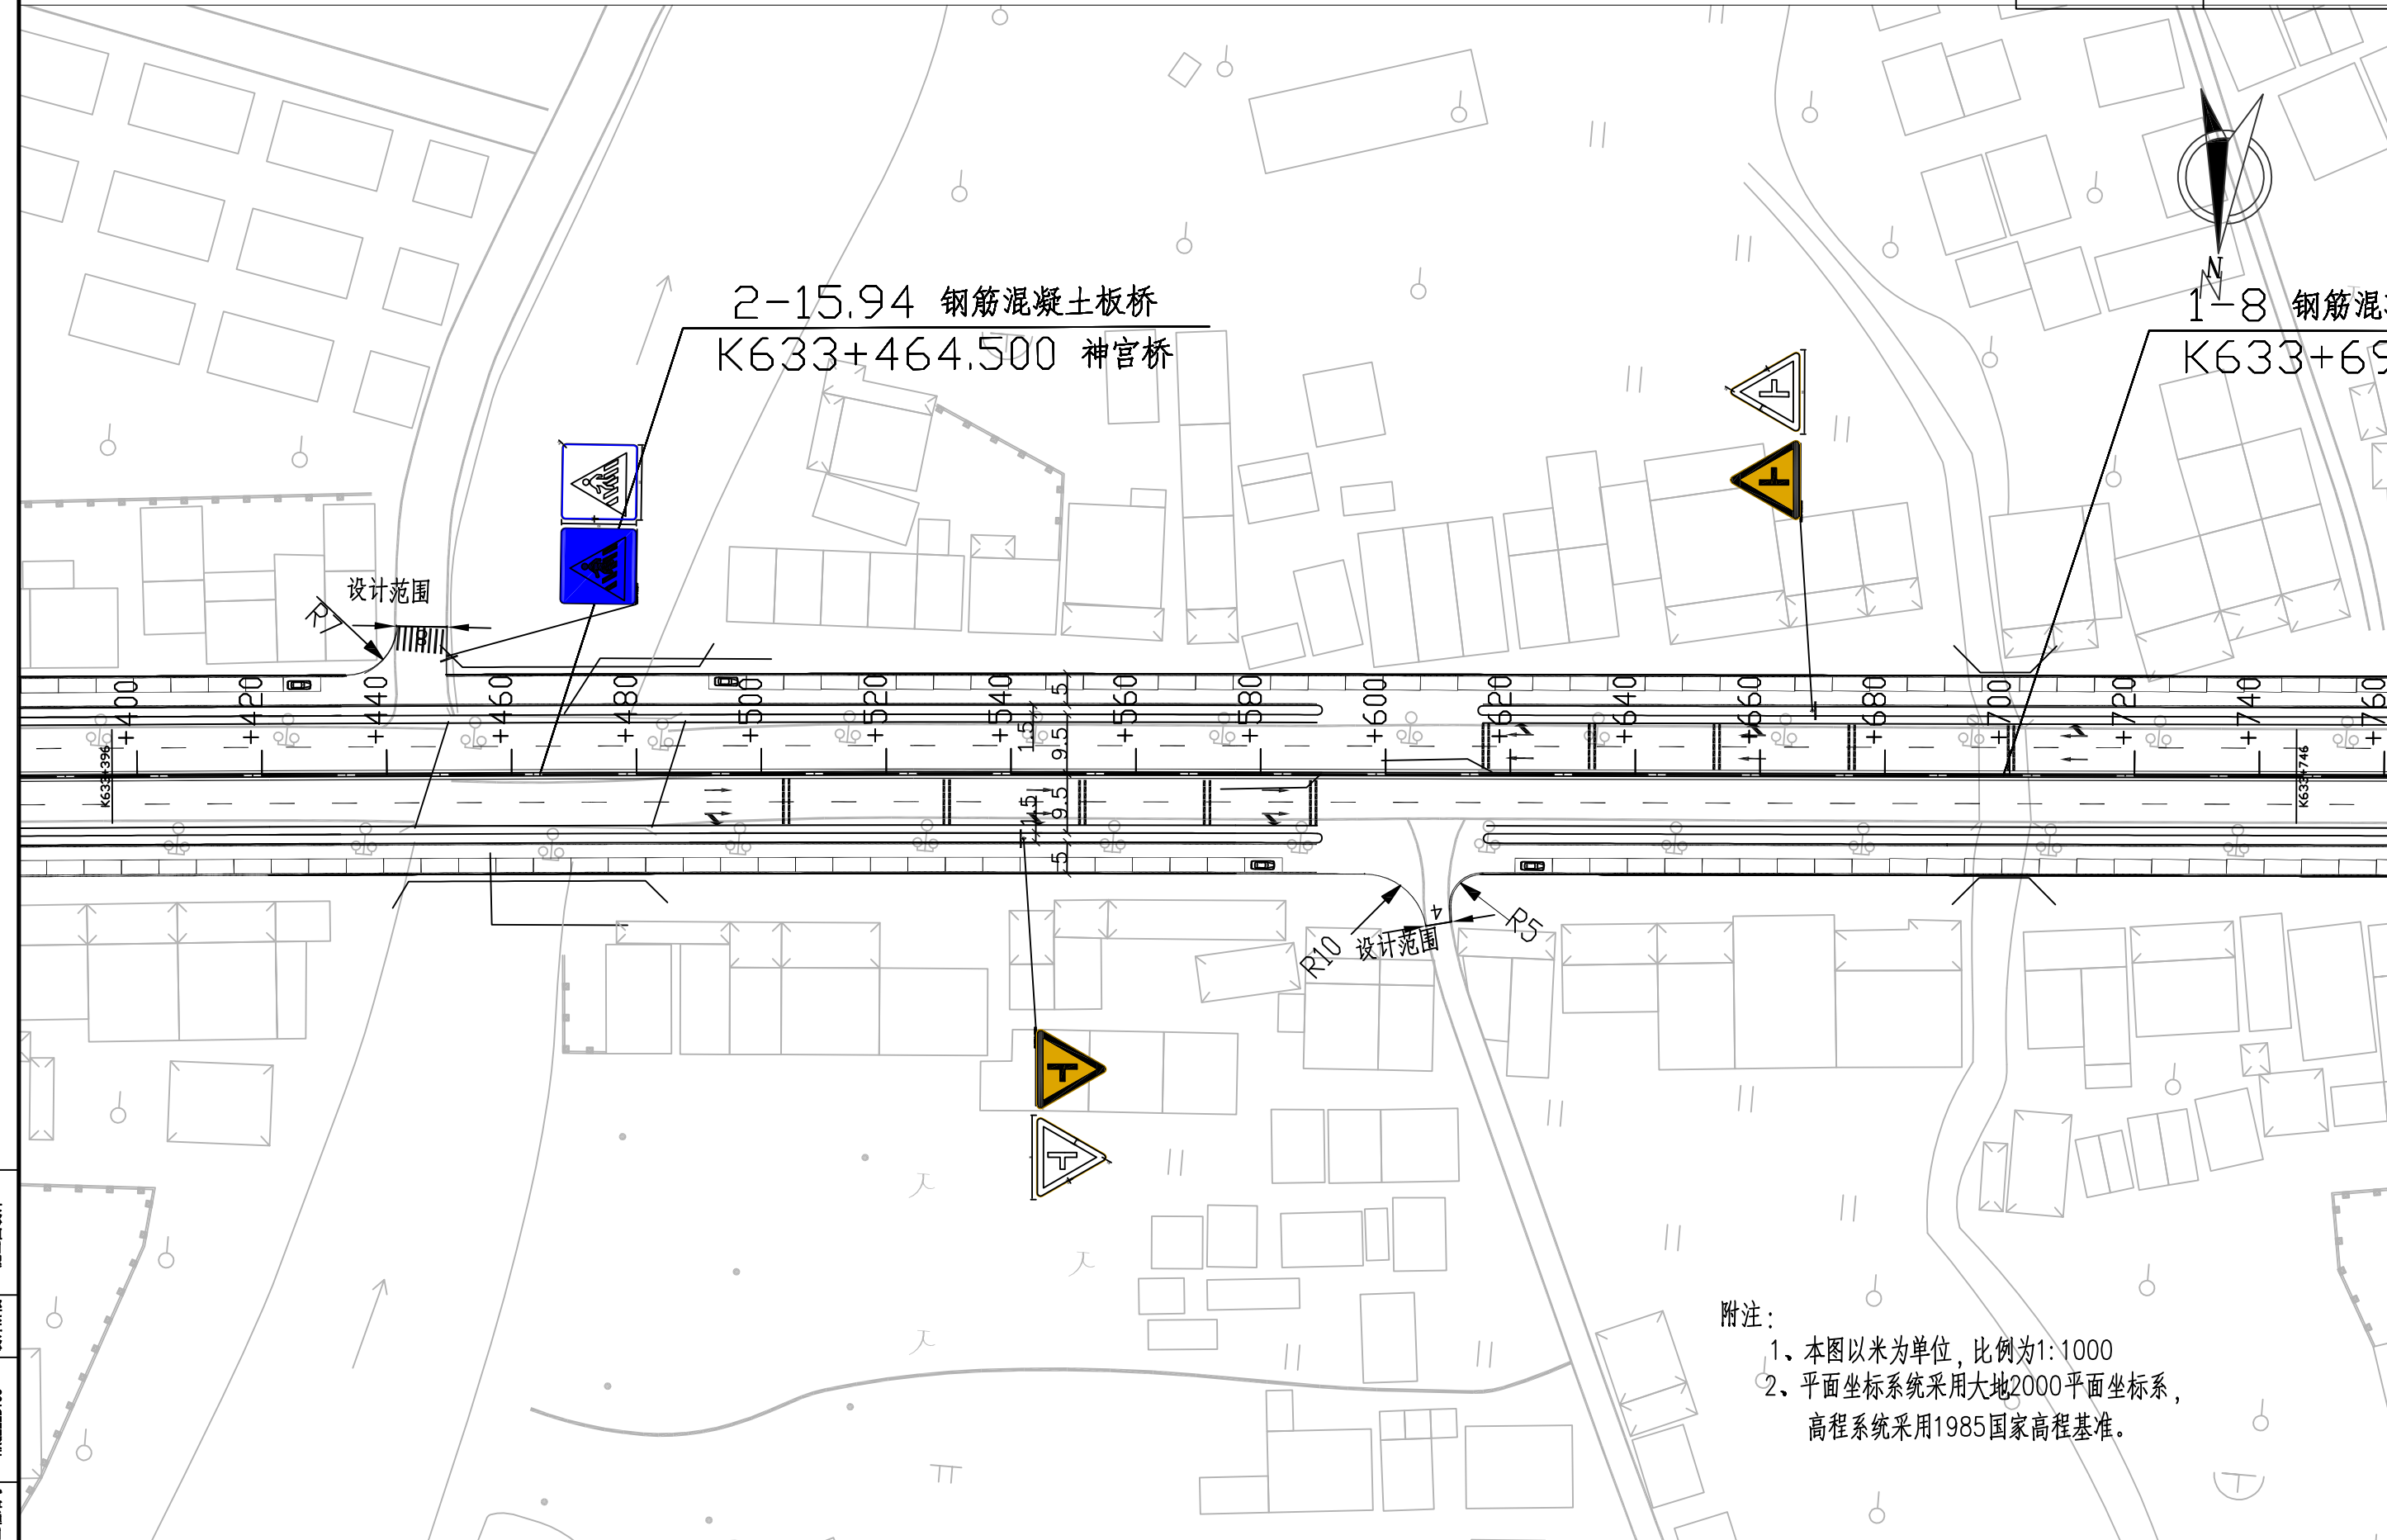 2-15.94 钢筋混凝土板桥
K633+464.500 神宫桥
N
1-8 钢筋混
K633+69
设计范围
R7
8
+400
+420
+440
+460
+480
+500
+520
+540
+560
+580
+600
+620
+640
+660
+680
+700
+720
+740
+760
5
1.5
9.5
9.5
1.5
5
K633+396
K633+746
R10
设计范围
4
R5
附注：
1、本图以米为单位，比例为1:1000
2、平面坐标系统采用大地2000平面坐标系，
高程系统采用1985国家高程基准。